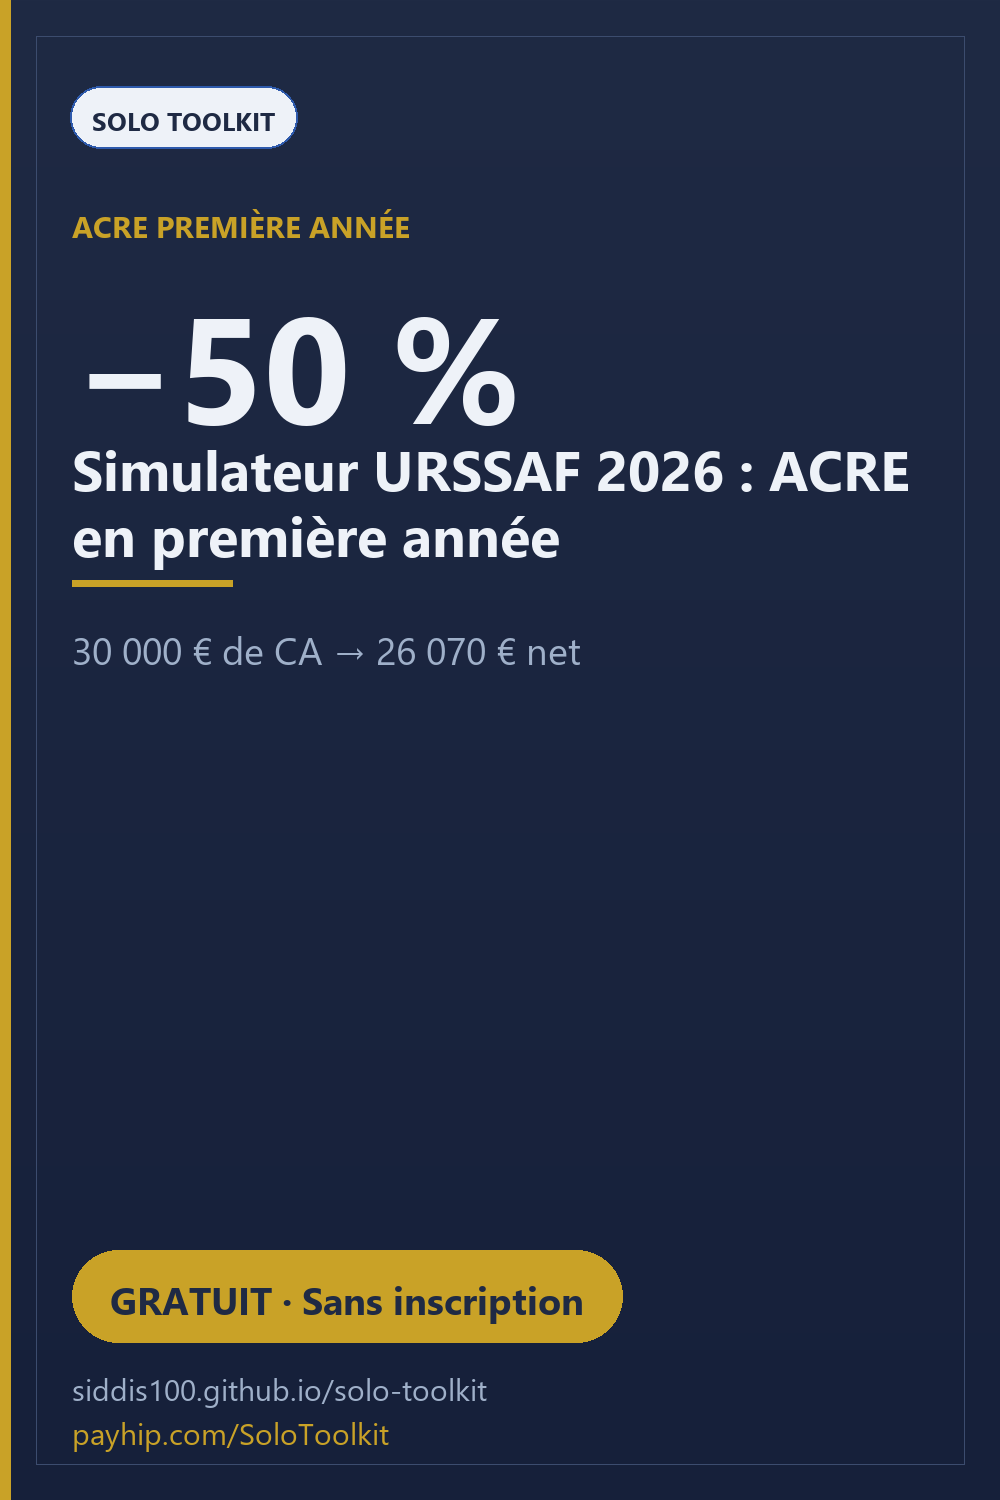 SOLO TOOLKIT
ACRE PREMIÈRE ANNÉE
−50 %
Simulateur URSSAF 2026 : ACRE
en première année
30 000 € de CA → 26 070 € net
GRATUIT · Sans inscription
siddis100.github.io/solo-toolkit
payhip.com/SoloToolkit